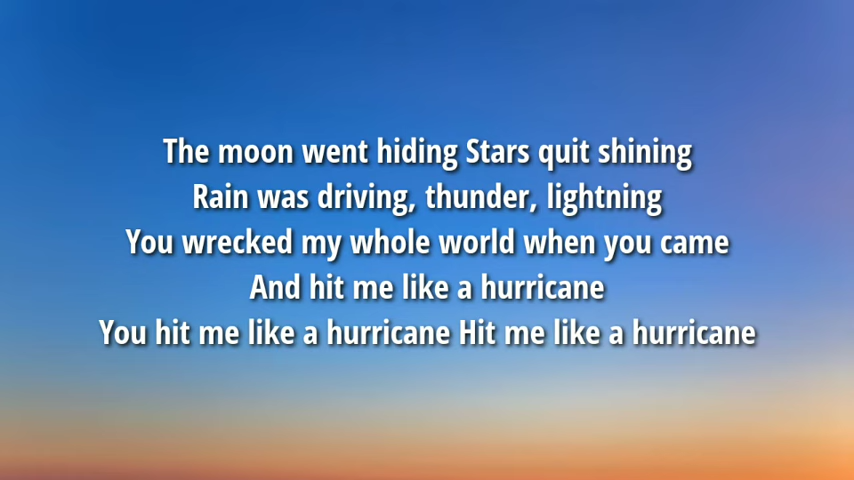 The moon went hiding Stars quit shining
Rain was driving, thunder, lightning
You wrecked my whole world when you came
And hit me like a hurricane
You hit me like a hurricane Hit me like a hurricane